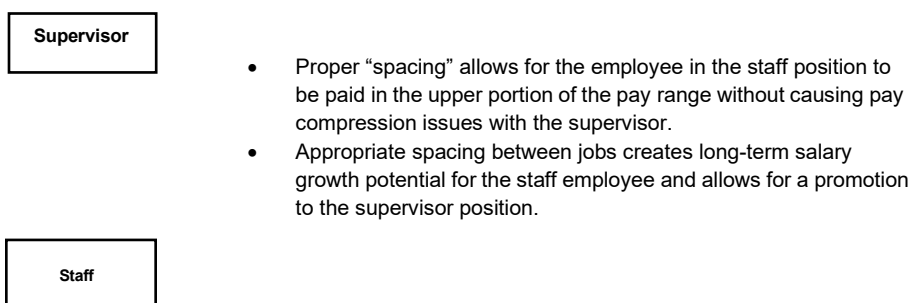 Supervisor
• Proper “spacing” allows for the employee in the staff position to
be paid in the upper portion of the pay range without causing pay
compression issues with the supervisor.
• Appropriate spacing between jobs creates long-term salary
growth potential for the staff employee and allows for a promotion
to the supervisor position.
Staff